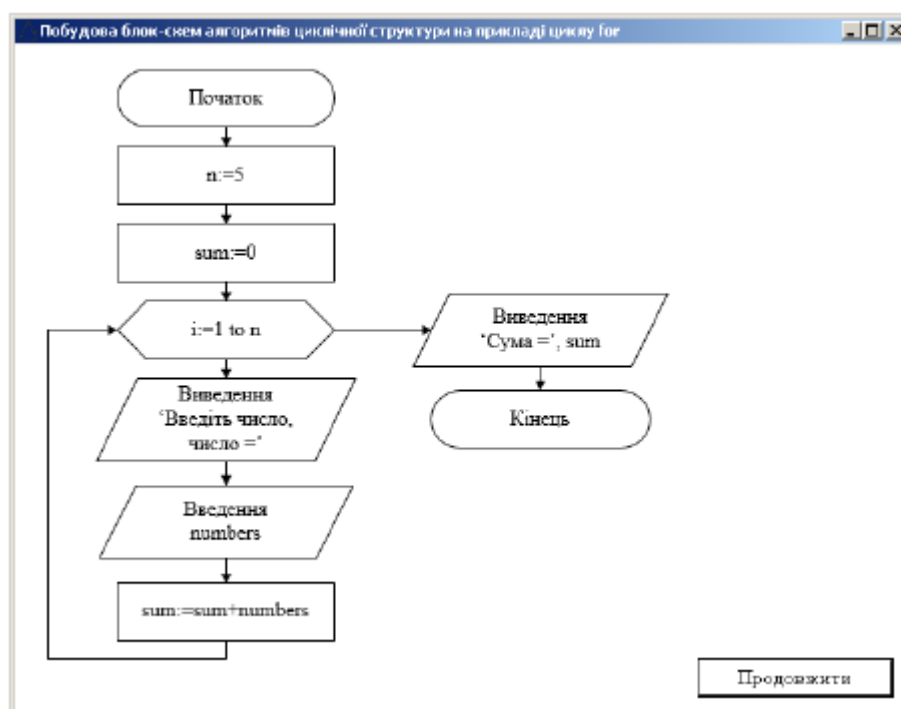 Побудова блок-схем алгоритмів циклічної структури на прикладі циклу for
Початок
n:=5
sum:=0
i:=1 to n
Виведення
‘Введіть число,
число =’
Введення
numbers
sum:=sum+numbers
Виведення
‘Сума =’, sum
Кінець
Продовжити